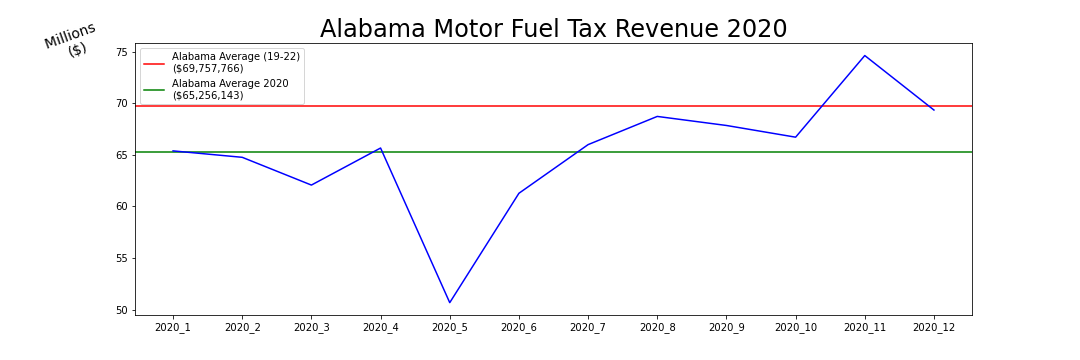 Alabama Motor Fuel Tax Revenue 2020
Millions
($)
Alabama Average (19-22)
($69,757,766)
Alabama Average 2020
($65,256,143)
75
70
65
60
55
50
2020_1 2020_2 2020_3 2020_4 2020_5 2020_6 2020_7 2020_8 2020_9 2020_10 2020_11 2020_12